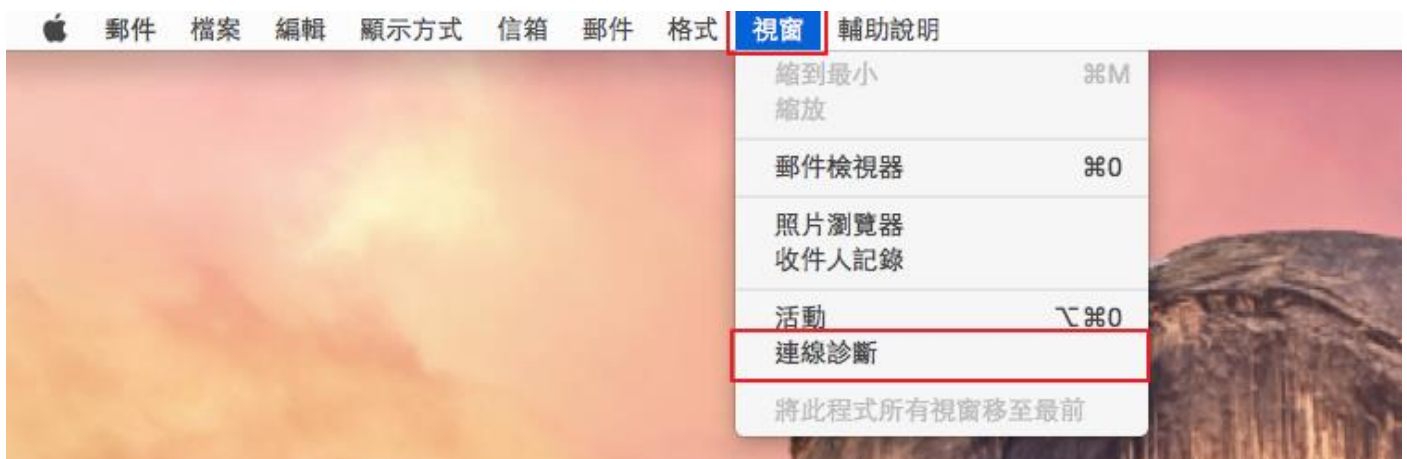 郵件 檔案 編輯 顯示方式 信箱 郵件 格式 視窗 輔助說明
縮到最小 ⌘M
縮放
郵件檢視器 ⌘0
照片瀏覽器
收件人記錄
活動 ⌥⌘0
連線診斷
將此程式所有視窗移至最前